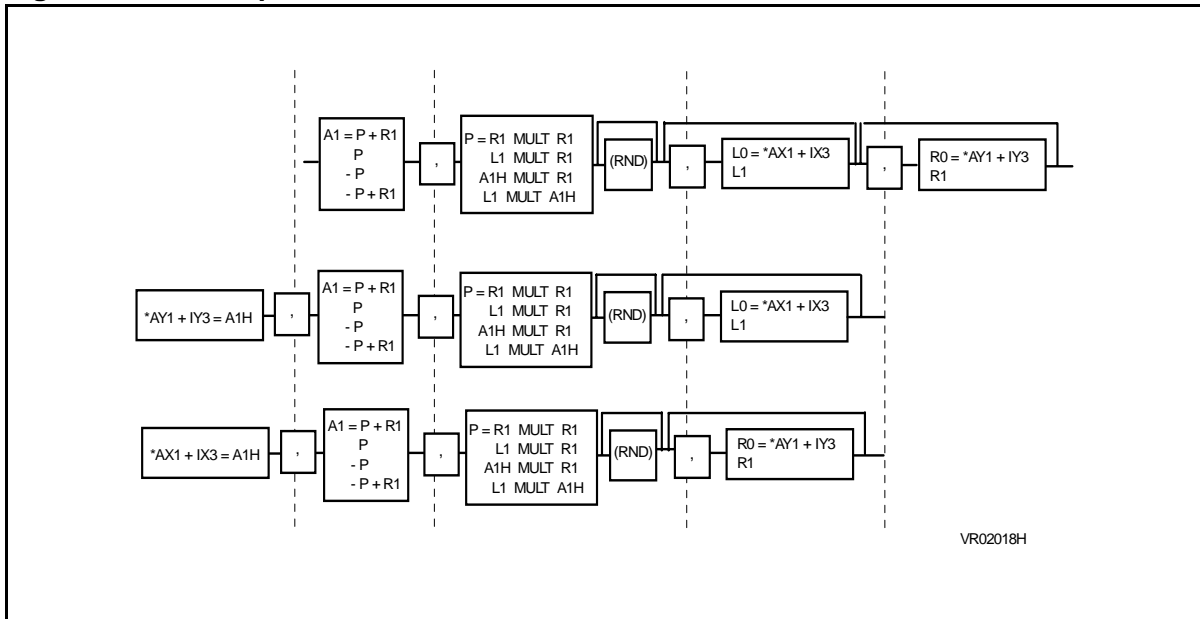 A1 = P + R1
P
- P
- P + R1
,
P = R1 MULT R1
L1 MULT R1
A1H MULT R1
L1 MULT A1H
(RND)
,
L0 = *AX1 + IX3
L1
,
R0 = *AY1 + IY3
R1
*AY1 + IY3 = A1H
,
A1 = P + R1
P
- P
- P + R1
,
P = R1 MULT R1
L1 MULT R1
A1H MULT R1
L1 MULT A1H
(RND)
,
L0 = *AX1 + IX3
L1
*AX1 + IX3 = A1H
,
A1 = P + R1
P
- P
- P + R1
,
P = R1 MULT R1
L1 MULT R1
A1H MULT R1
L1 MULT A1H
(RND)
,
R0 = *AY1 + IY3
R1
VR02018H